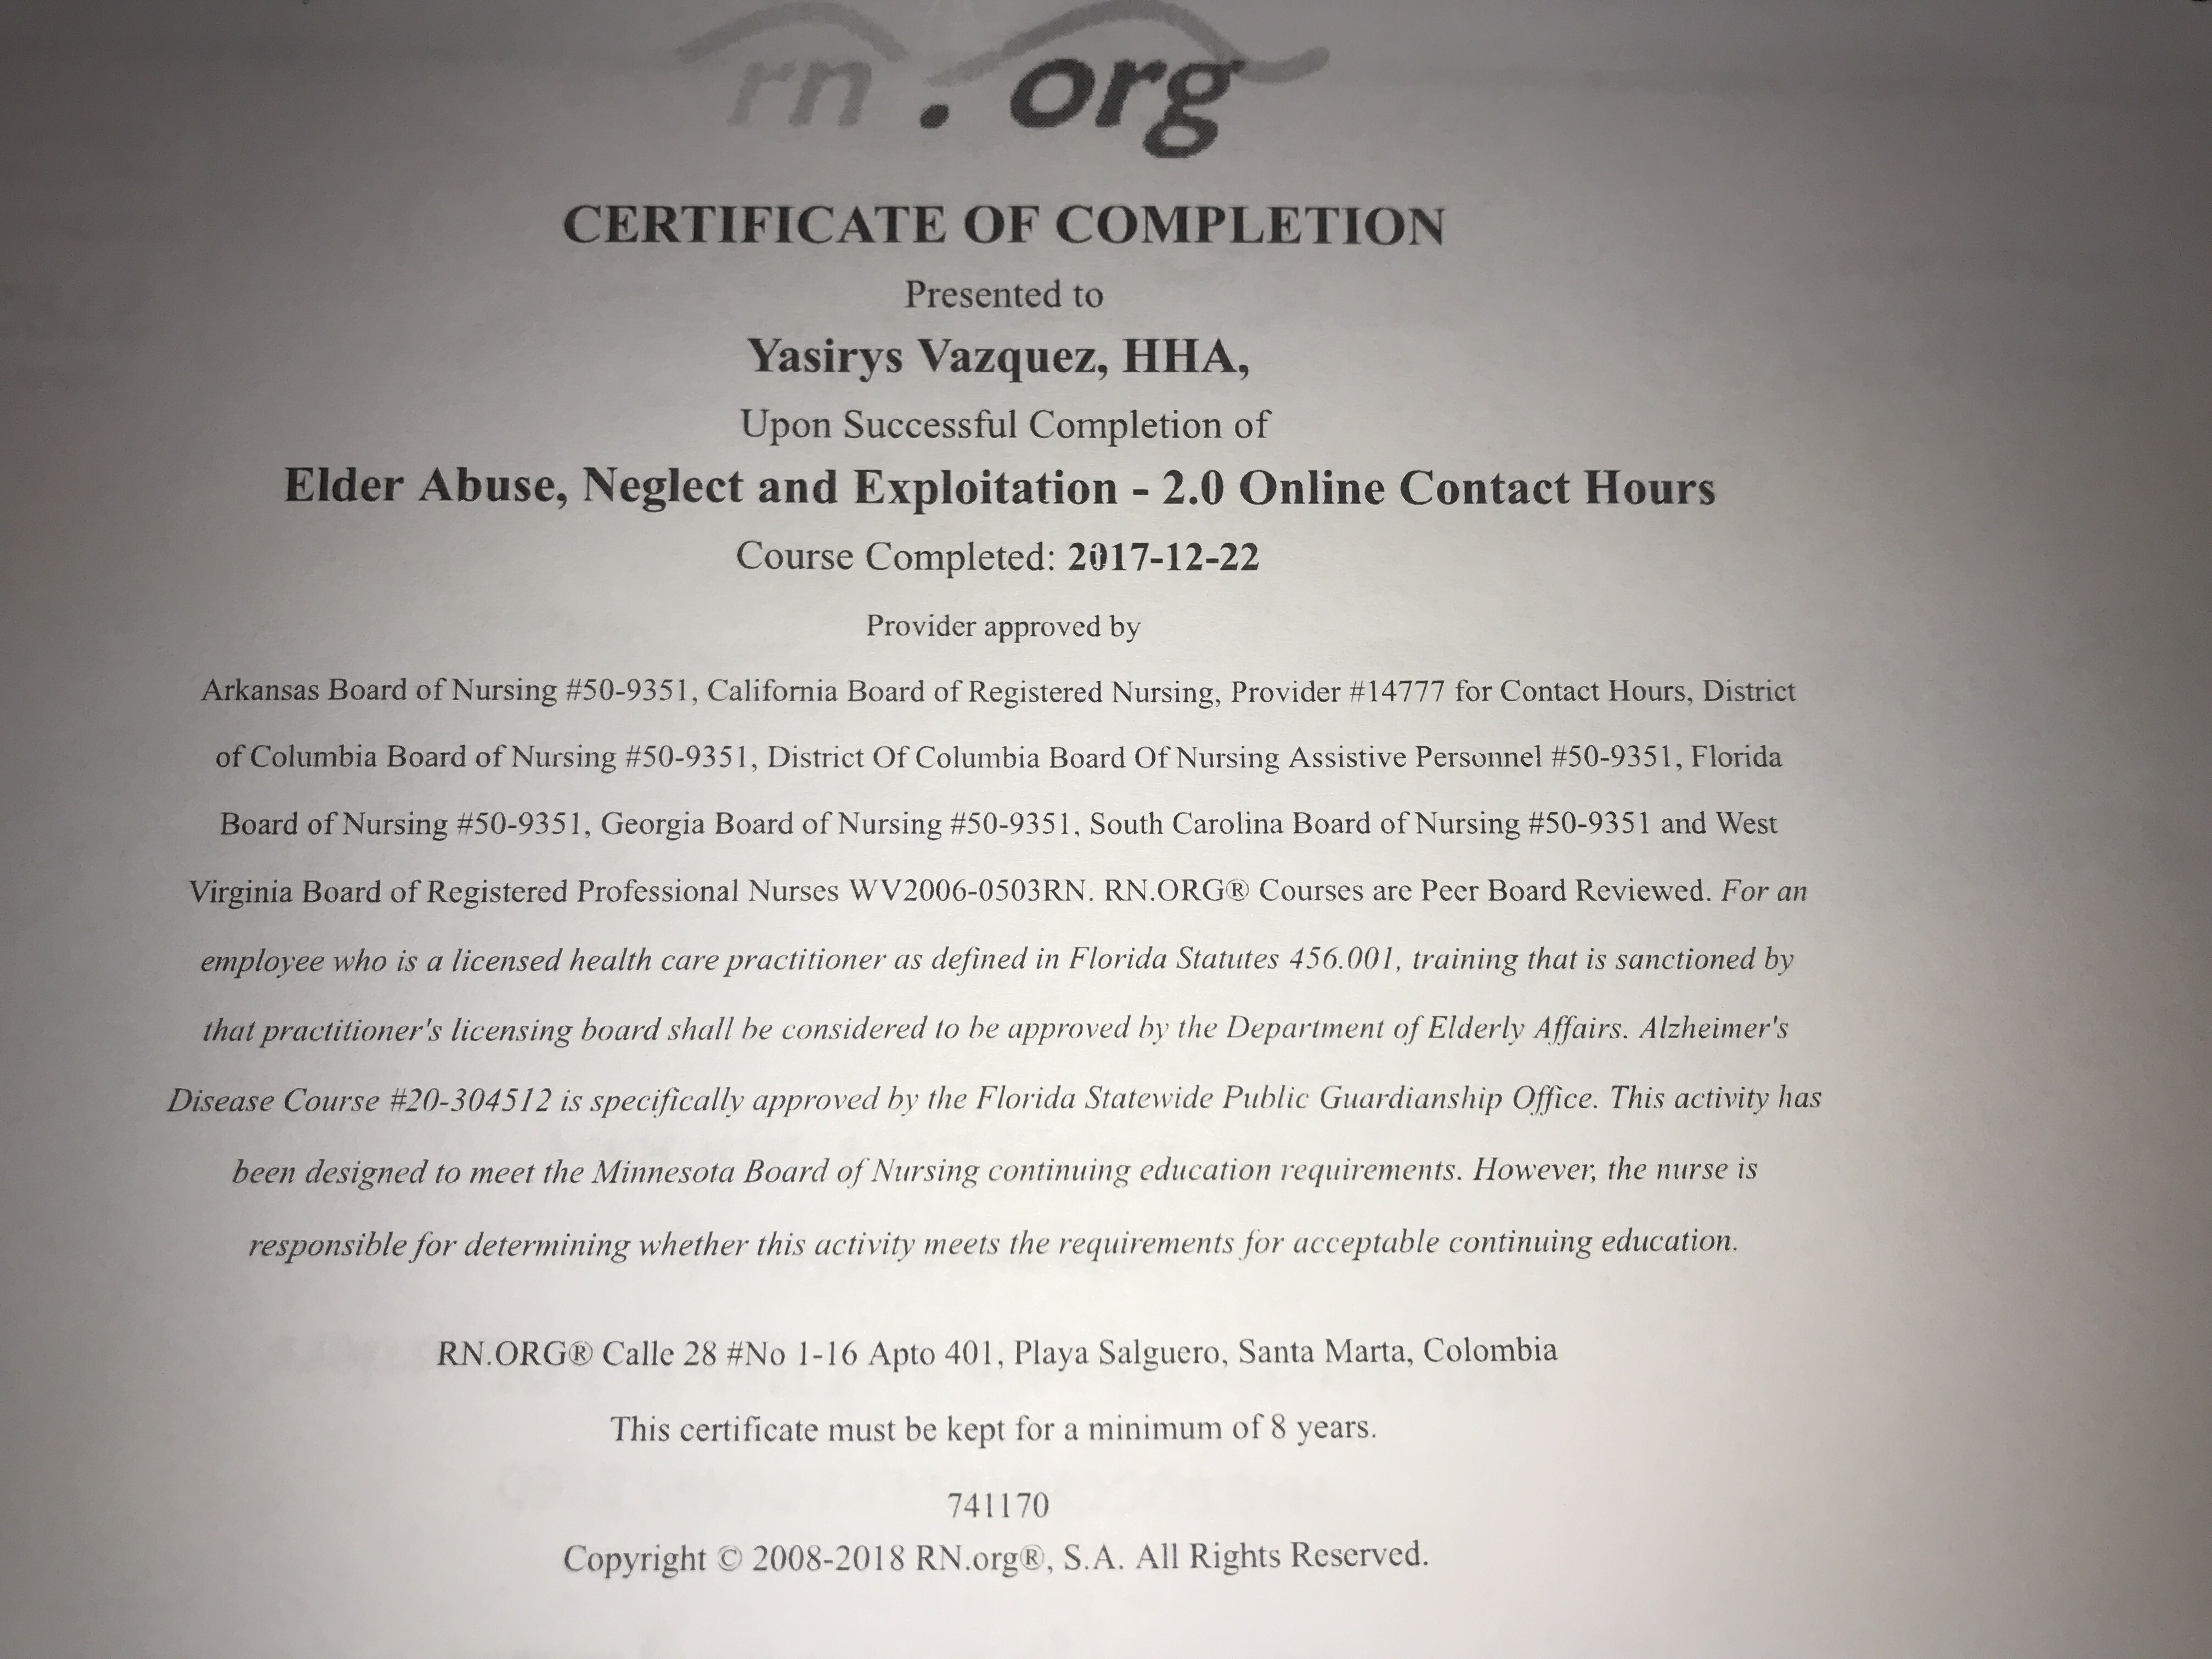 rn.org
CERTIFICATE OF COMPLETION
Presented to
Yasirys Vazquez, HHA,
Upon Successful Completion of
Elder Abuse, Neglect and Exploitation - 2.0 Online Contact Hours
Course Completed: 2017-12-22
Provider approved by
Arkansas Board of Nursing #50-9351, California Board of Registered Nursing, Provider #14777 for Contact Hours, District
of Columbia Board of Nursing #50-9351, District Of Columbia Board Of Nursing Assistive Personnel #50-9351, Florida
Board of Nursing #50-9351, Georgia Board of Nursing #50-9351, South Carolina Board of Nursing #50-9351 and West
Virginia Board of Registered Professional Nurses WV2006-0503RN. RN.ORG® Courses are Peer Board Reviewed. For an
employee who is a licensed health care practitioner as defined in Florida Statutes 456.001, training that is sanctioned by
that practitioner's licensing board shall be considered to be approved by the Department of Elderly Affairs. Alzheimer's
Disease Course #20-304512 is specifically approved by the Florida Statewide Public Guardianship Office. This activity has
been designed to meet the Minnesota Board of Nursing continuing education requirements. However, the nurse is
responsible for determining whether this activity meets the requirements for acceptable continuing education.
RN.ORG® Calle 28 #No 1-16 Apto 401, Playa Salguero, Santa Marta, Colombia
This certificate must be kept for a minimum of 8 years.
741170
Copyright © 2008-2018 RN.org®, S.A. All Rights Reserved.